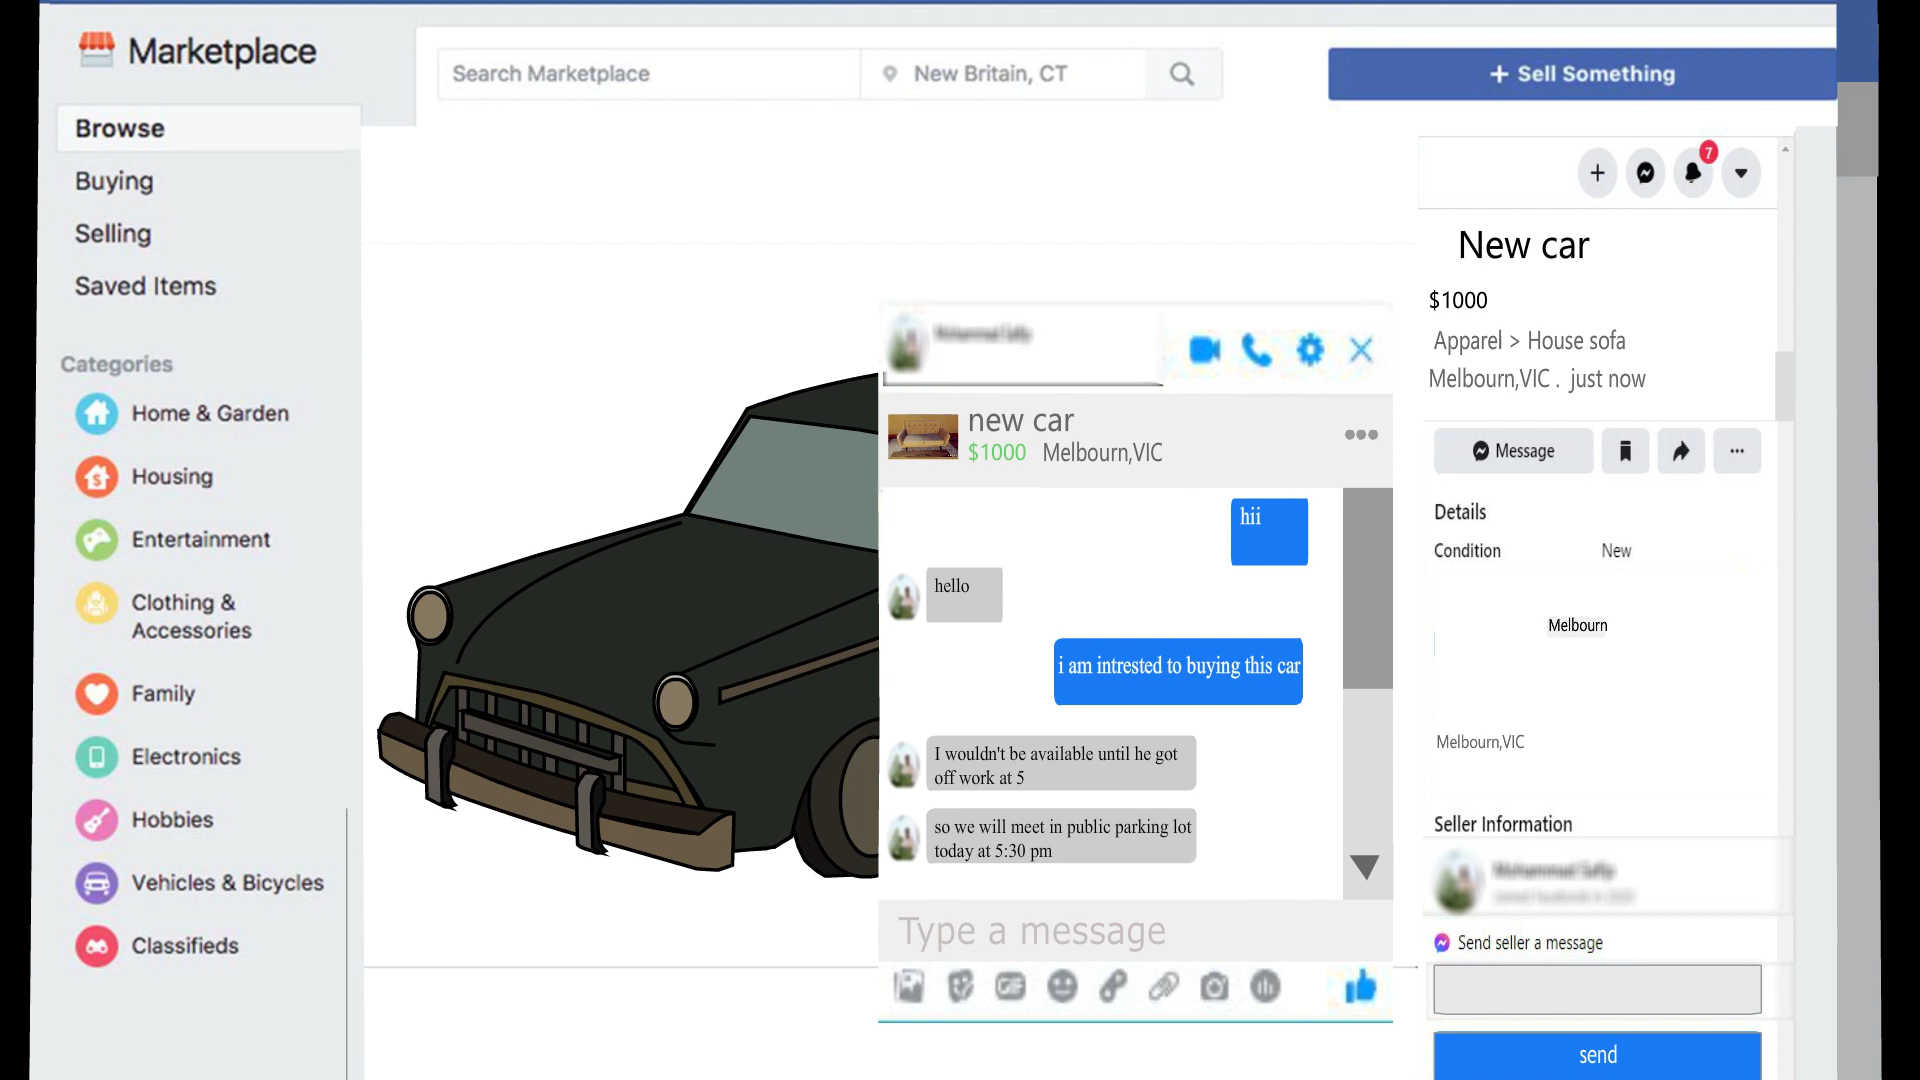 Marketplace
Search Marketplace
New Britain, CT
+ Sell Something
Browse
Buying
Selling
Saved Items
Categories
Home & Garden
Housing
Entertainment
Clothing &
Accessories
Family
Electronics
Hobbies
Vehicles & Bicycles
Classifieds
new car
$1000 Melbourn,VIC
hii
hello
i am intrested to buying this car
I wouldn't be available until he got
off work at 5
so we will meet in public parking lot
today at 5:30 pm
Type a message
GIF
7
New car
$1000
Apparel > House sofa
Melbourn,VIC . just now
Message
Details
Condition New
Melbourn
Melbourn,VIC
Seller Information
Send seller a message
send